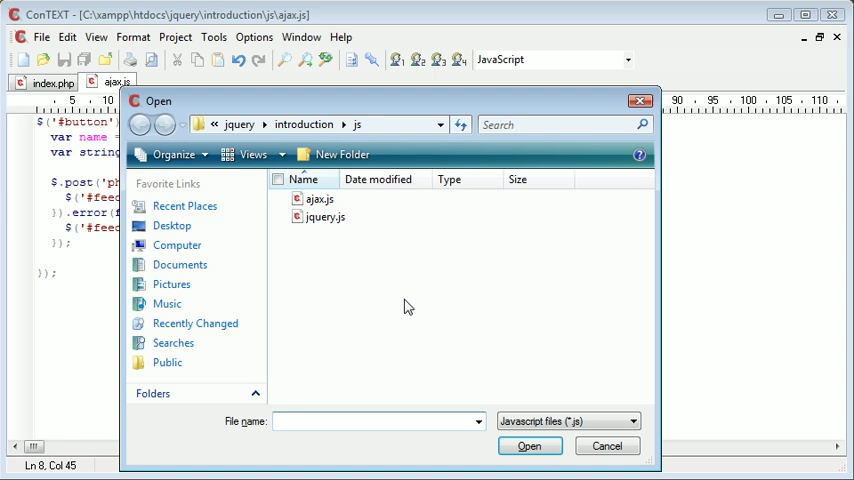 ConTEXT - [C:\xampp\htdocs\jquery\introduction\js\ajax.js]
File Edit View Format Project Tools Options Window Help
1 2 3 4 JavaScript
index.php ajax.js
5 10 90 95 100 105 110
$('#button')
var name =
var string
$.post('ph
$('#feed
}).error(f
$('#feed
});
});
Open
« jquery introduction js Search
Organize Views New Folder
Favorite Links
Recent Places
Desktop
Computer
Documents
Pictures
Music
Recently Changed
Searches
Public
Folders
Name Date modified Type Size
ajax.js
jquery.js
File name: Javascript files (*.js)
Open Cancel
Ln 8, Col 45